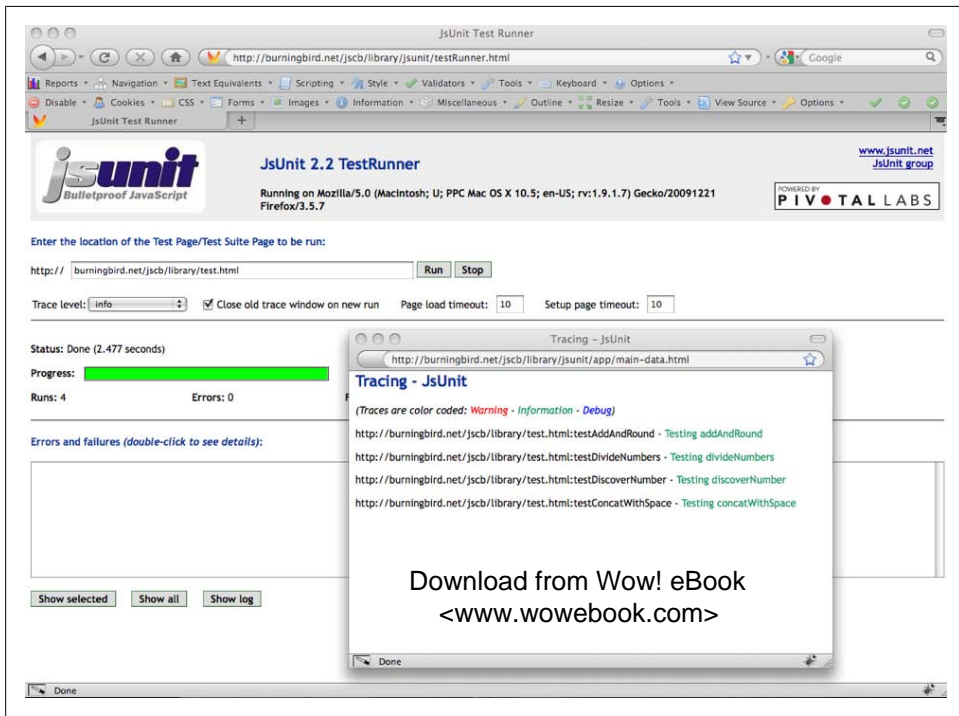 JsUnit Test Runner
http://burningbird.net/jscb/library/jsunit/testRunner.html
Google
Reports Navigation Text Equivalents Scripting Style Validators Tools Keyboard Options
Disable Cookies CSS Forms Images Information Miscellaneous Outline Resize Tools View Source Options
JsUnit Test Runner +
jsunit
Bulletproof JavaScript
JsUnit 2.2 TestRunner
Running on Mozilla/5.0 (Macintosh; U; PPC Mac OS X 10.5; en-US; rv:1.9.1.7) Gecko/20091221
Firefox/3.5.7
www.jsunit.net
JsUnit group
POWERED BY
PIVOTAL LABS
Enter the location of the Test Page/Test Suite Page to be run:
http:// burningbird.net/jscb/library/test.html Run Stop
Trace level: info Close old trace window on new run Page load timeout: 10 Setup page timeout: 10
Status: Done (2.477 seconds)
Progress:
Runs: 4 Errors: 0
Errors and failures (double-click to see details):
Show selected Show all Show log
Tracing - JsUnit
http://burningbird.net/jscb/library/jsunit/app/main-data.html
Tracing - JsUnit
(Traces are color coded: Warning - Information - Debug)
http://burningbird.net/jscb/library/test.html:testAddAndRound - Testing addAndRound
http://burningbird.net/jscb/library/test.html:testDivideNumbers - Testing divideNumbers
http://burningbird.net/jscb/library/test.html:testDiscoverNumber - Testing discoverNumber
http://burningbird.net/jscb/library/test.html:testConcatWithSpace - Testing concatWithSpace
Download from Wow! eBook
<www.wowebook.com>
Done
Done